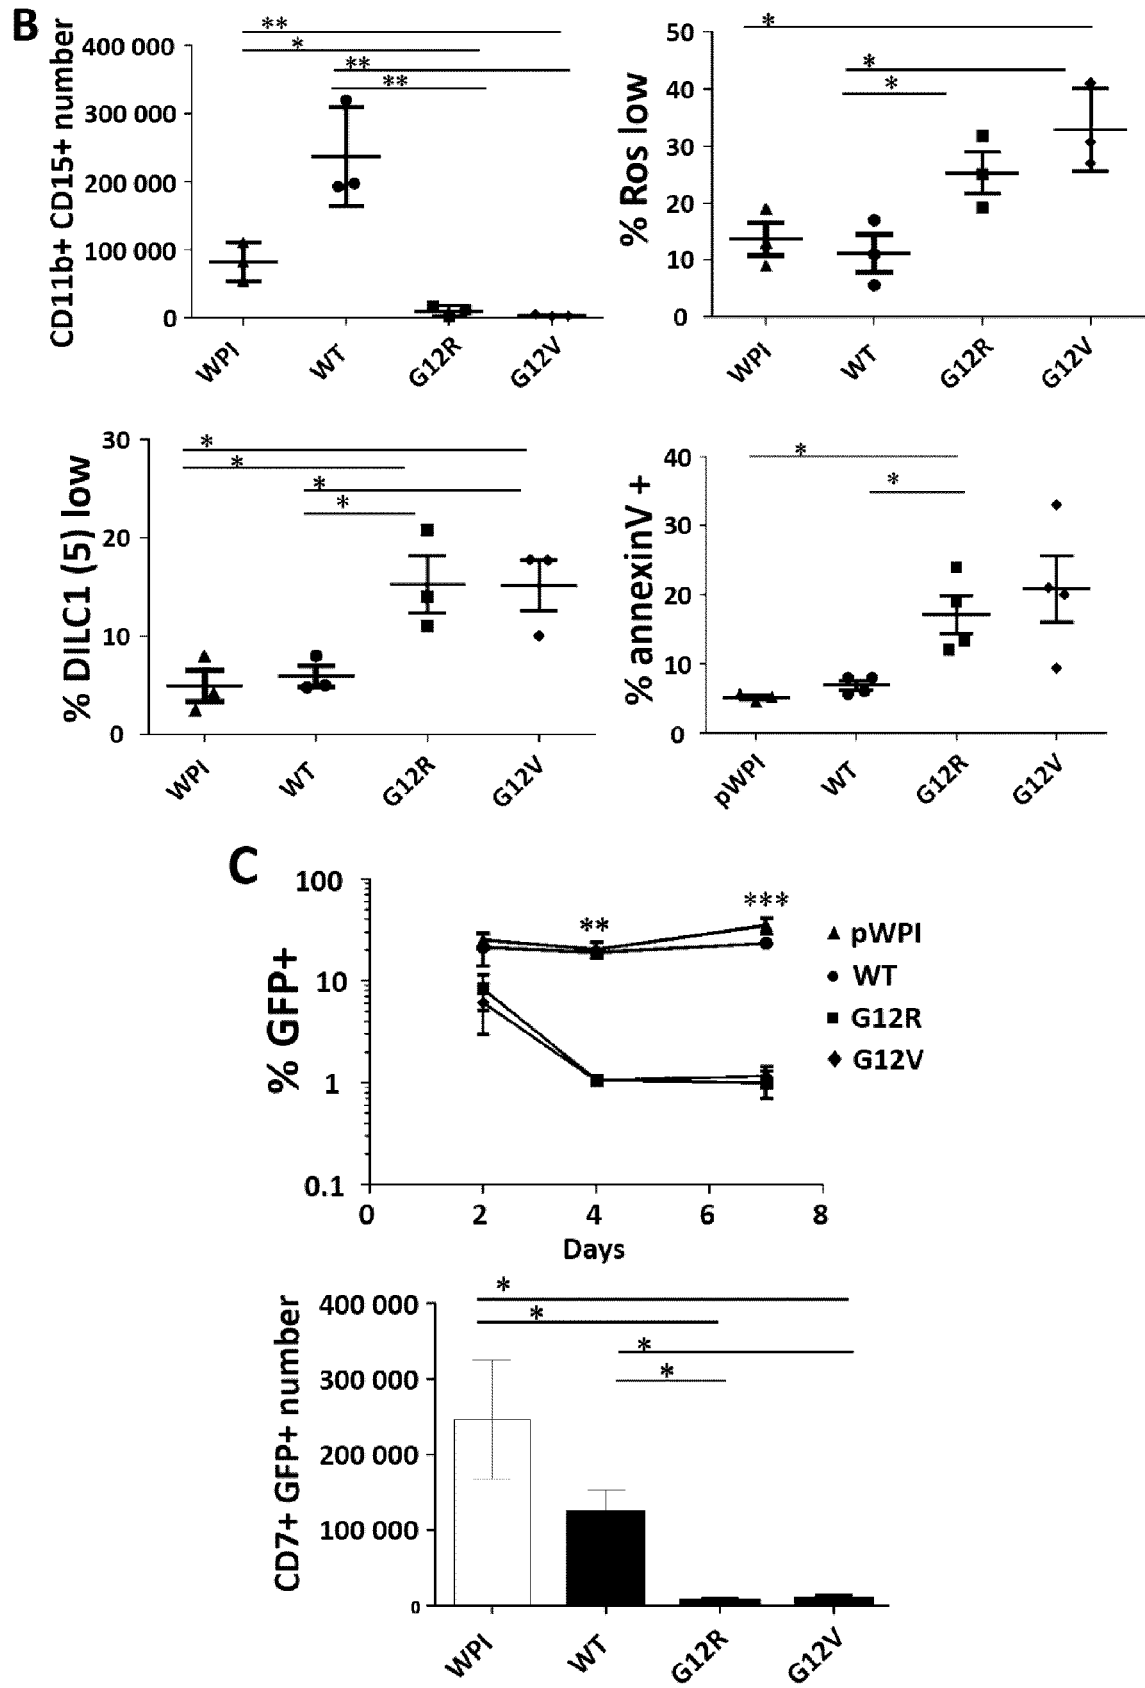 B
CD11b+ CD15+ number
400 000
300 000
200 000
100 000
0
**
*
**
**
WPI
WT
G12R
G12V
% Ros low
50
40
30
20
10
0
*
*
*
WPI
WT
G12R
G12V
% DILC1 (5) low
30
20
10
0
*
*
*
*
WPI
WT
G12R
G12V
% annexinV +
40
30
20
10
0
*
*
pWPI
WT
G12R
G12V
C
% GFP+
100
10
1
0.1
**
***
0
2
4
6
8
Days
pWPI
WT
G12R
G12V
CD7+ GFP+ number
400 000
300 000
200 000
100 000
0
*
*
*
*
WPI
WT
G12R
G12V